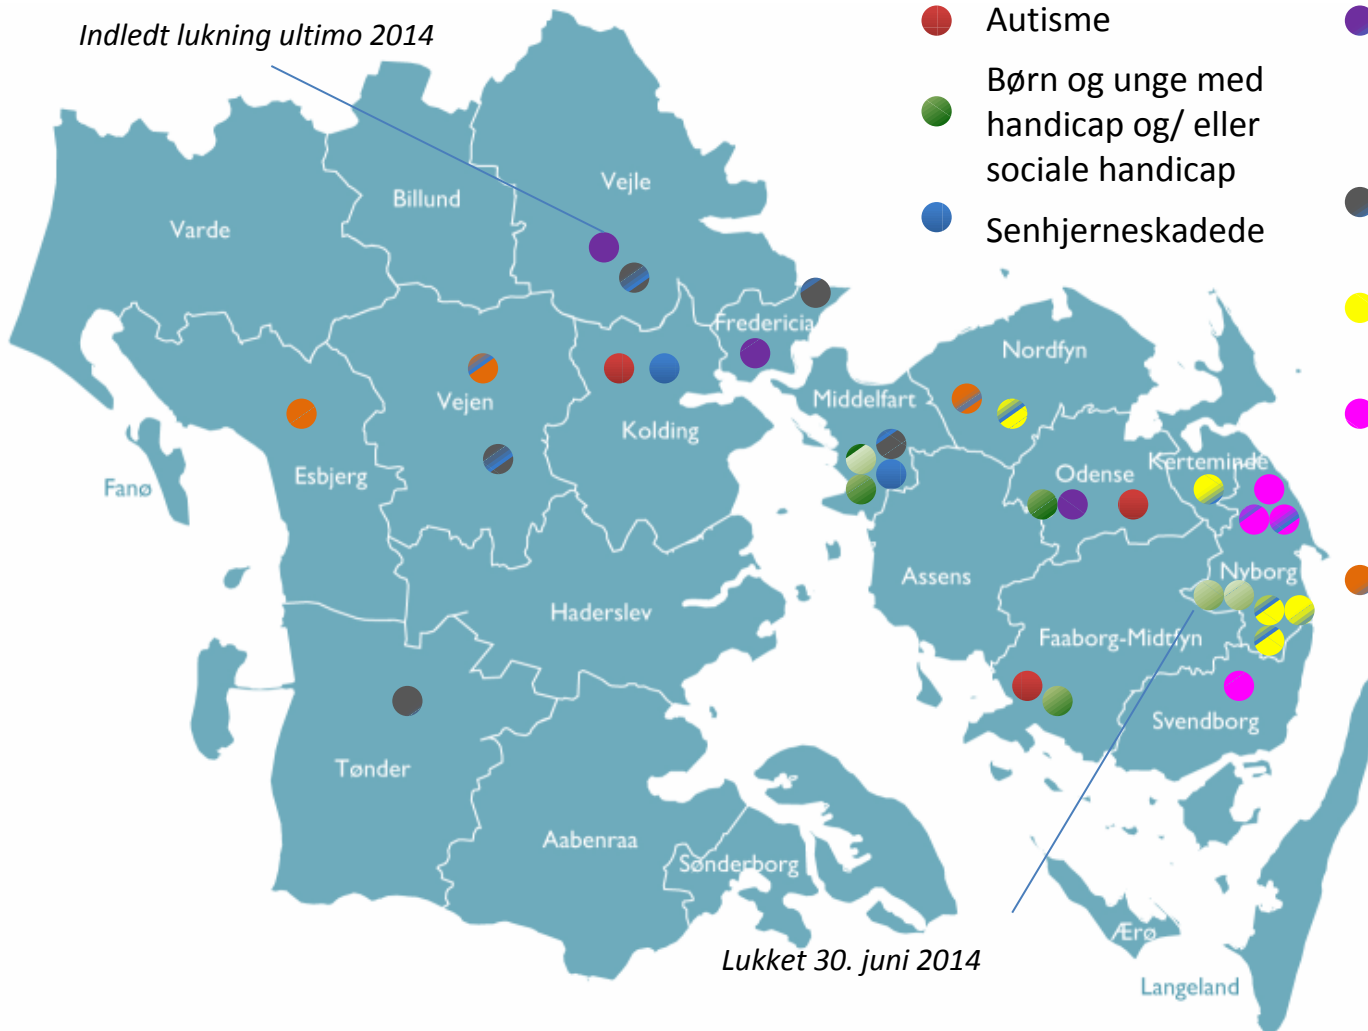 Indledt lukning ultimo 2014
Autisme
Børn og unge med
handicap og/ eller
sociale handicap
Senhjerneskadede
Varde
Billund
Vejle
Fredericia
Nordfyn
Vejen
Kolding
Middelfart
Fanø
Esbjerg
Odense
Kerteminde
Assens
Nyborg
Haderslev
Faaborg-Midtfyn
Svendborg
Tønder
Aabenraa
Sønderborg
Ærø
Lukket 30. juni 2014
Langeland